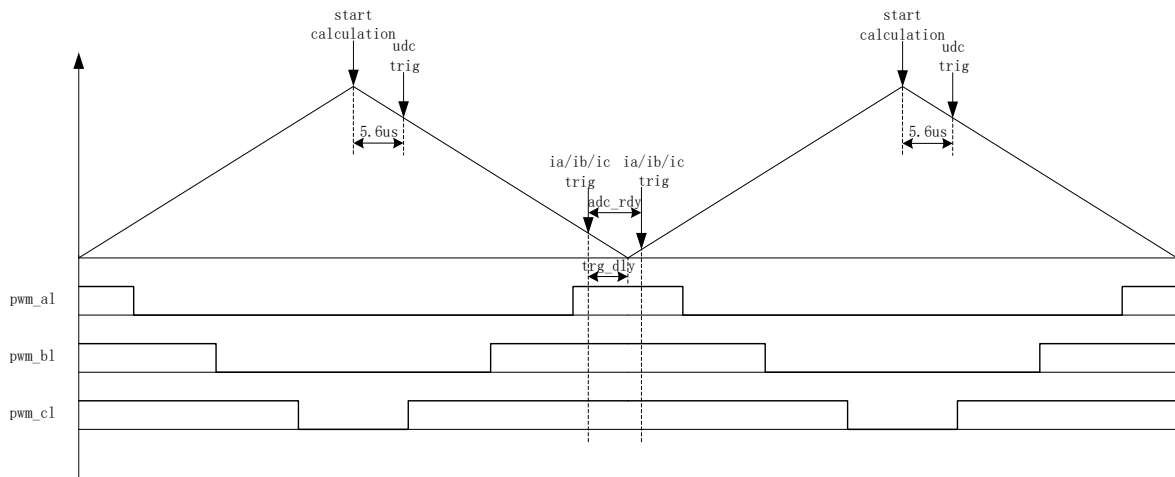 start
calculation
udc
trig
5.6us
ia/ib/ic
trig
adc_rdy
ia/ib/ic
trig
trg_dly
start
calculation
udc
trig
5.6us
pwm_al
pwm_bl
pwm_cl